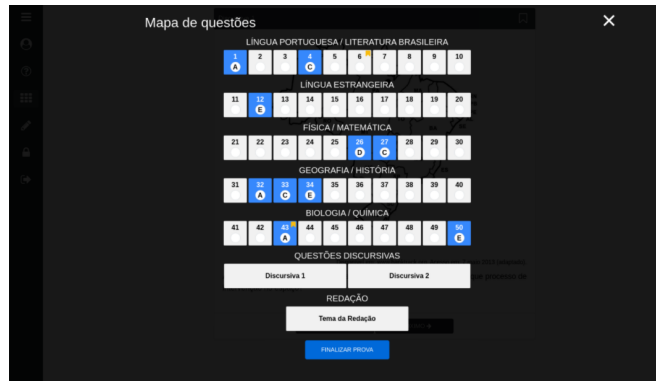 Mapa de questões
×
LÍNGUA PORTUGUESA / LITERATURA BRASILEIRA
1 2 3 4 5 6 7 8 9 10
A C
LÍNGUA ESTRANGEIRA
11 12 13 14 15 16 17 18 19 20
E
FÍSICA / MATEMÁTICA
21 22 23 24 25 26 27 28 29 30
D C
GEOGRAFIA / HISTÓRIA
31 32 33 34 35 36 37 38 39 40
A C E
BIOLOGIA / QUÍMICA
41 42 43 44 45 46 47 48 49 50
A E
QUESTÕES DISCURSIVAS
Discursiva 1 Discursiva 2
REDAÇÃO
Tema da Redação
FINALIZAR PROVA